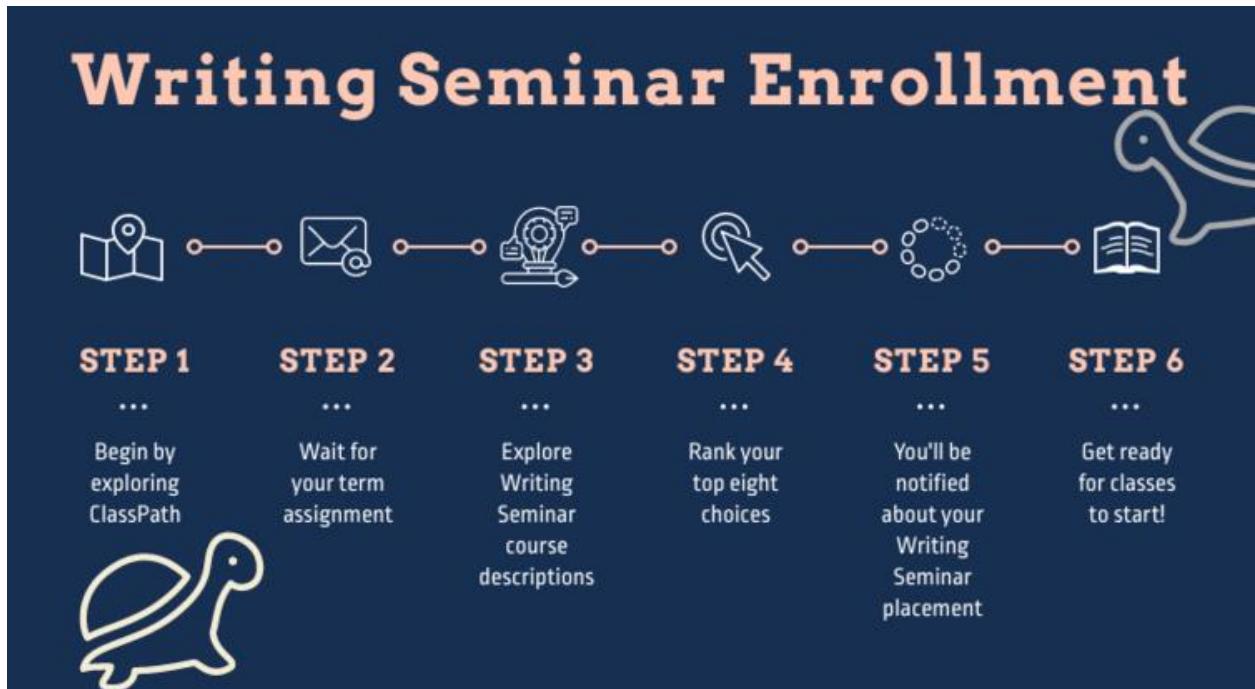 Writing Seminar Enrollment
STEP 1
...
Begin by
exploring
ClassPath
STEP 2
...
Wait for
your term
assignment
STEP 3
...
Explore
Writing
Seminar
course
descriptions
STEP 4
...
Rank your
top eight
choices
STEP 5
...
You'll be
notified
about your
Writing
Seminar
placement
STEP 6
...
Get ready
for classes
to start!